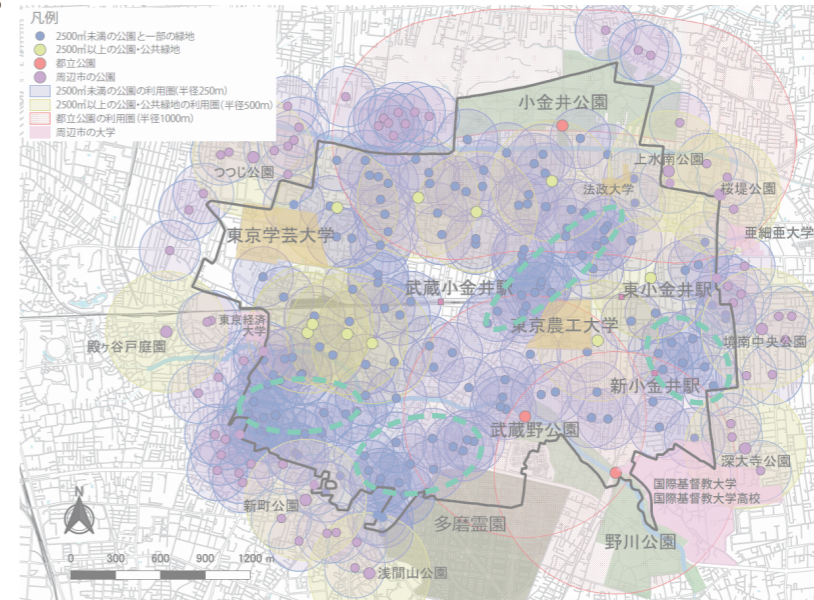 凡例
2500㎡未満の公園と一部の緑地
2500㎡以上の公園・公共緑地
都立公園
周辺市の公園
2500㎡未満の公園の利用圏(半径250m)
2500㎡以上の公園・公共緑地の利用圏(半径500m)
都立公園の利用圏(半径1000m)
周辺市の大学
小金井公園
上水南公園
つつじ公園
法政大学
桜堤公園
東京学芸大学
亜細亜大学
武蔵小金井駅
東小金井駅
東京経済
大学
東京農工大学
殿ヶ谷戸庭園
境南中央公園
新小金井駅
武蔵野公園
深大寺公園
国際基督教大学
国際基督教大学高校
新町公園
多磨霊園
野川公園
浅間山公園
N
0 300 600 900 1200 m